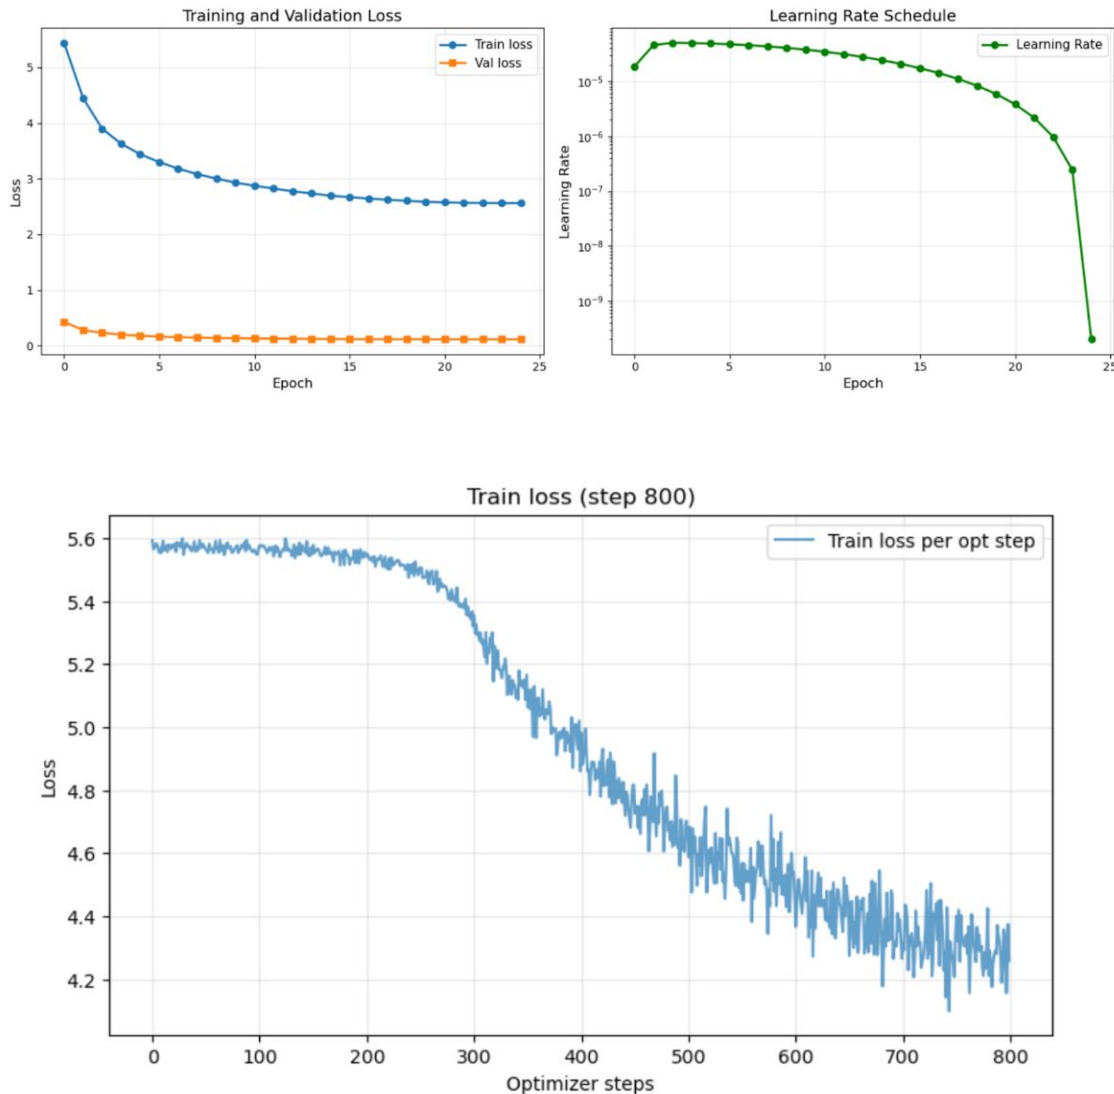 Training and Validation Loss
Train loss
Val loss
5
4
3
2
1
0
Loss
0 5 10 15 20 25
Epoch
Learning Rate Schedule
Learning Rate
10⁻⁵
10⁻⁶
10⁻⁷
10⁻⁸
10⁻⁹
Learning Rate
0 5 10 15 20 25
Epoch
Train loss (step 800)
Train loss per opt step
5.6
5.4
5.2
5.0
4.8
4.6
4.4
4.2
Loss
0 100 200 300 400 500 600 700 800
Optimizer steps